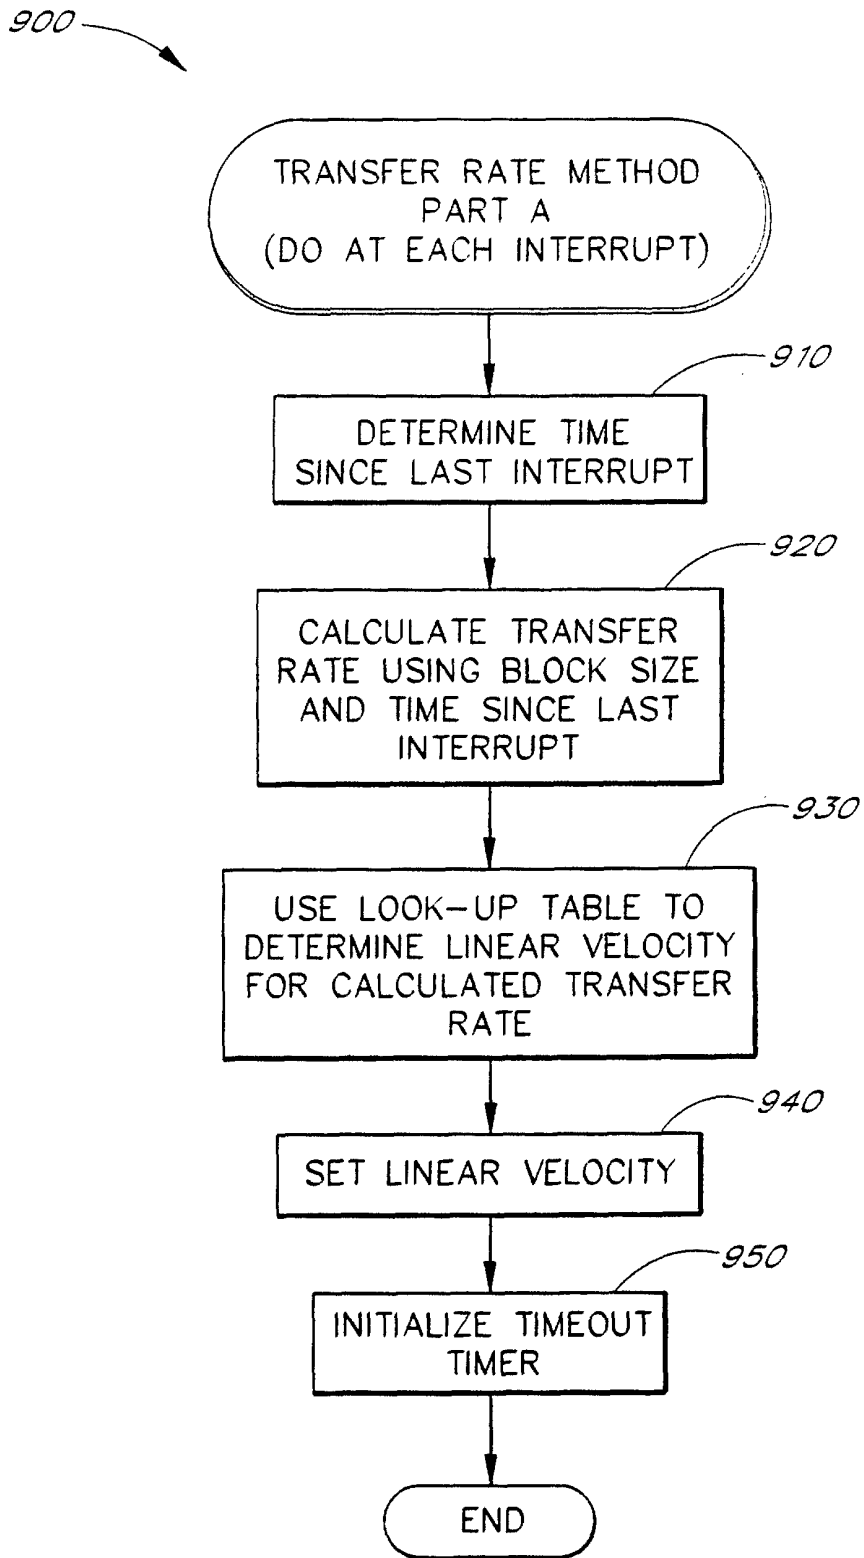 900
TRANSFER RATE METHOD
PART A
(DO AT EACH INTERRUPT)
910
DETERMINE TIME
SINCE LAST INTERRUPT
920
CALCULATE TRANSFER
RATE USING BLOCK SIZE
AND TIME SINCE LAST
INTERRUPT
930
USE LOOK-UP TABLE TO
DETERMINE LINEAR VELOCITY
FOR CALCULATED TRANSFER
RATE
940
SET LINEAR VELOCITY
950
INITIALIZE TIMEOUT
TIMER
END